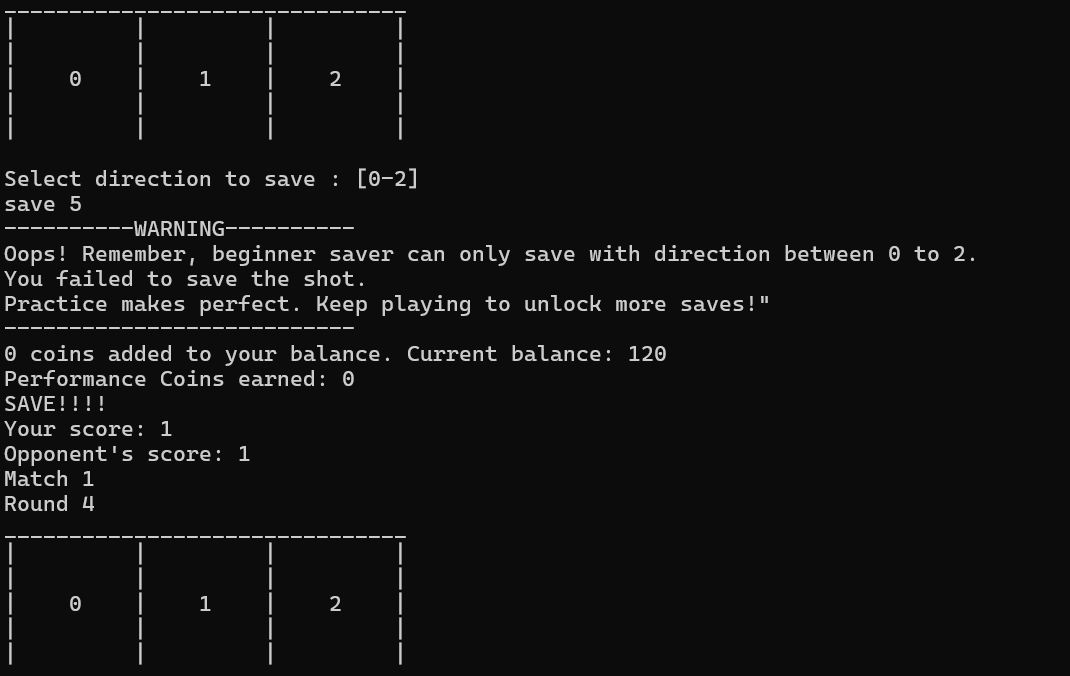 -------------------------------
|         |         |         |
|         |         |         |
|    0    |    1    |    2    |
|         |         |         |
|         |         |         |
Select direction to save : [0-2]
save 5
----------WARNING----------
Oops! Remember, beginner saver can only save with direction between 0 to 2.
You failed to save the shot.
Practice makes perfect. Keep playing to unlock more saves!"
---------------------------
0 coins added to your balance. Current balance: 120
Performance Coins earned: 0
SAVE!!!!
Your score: 1
Opponent's score: 1
Match 1
Round 4
-------------------------------
|         |         |         |
|         |         |         |
|    0    |    1    |    2    |
|         |         |         |
|         |         |         |